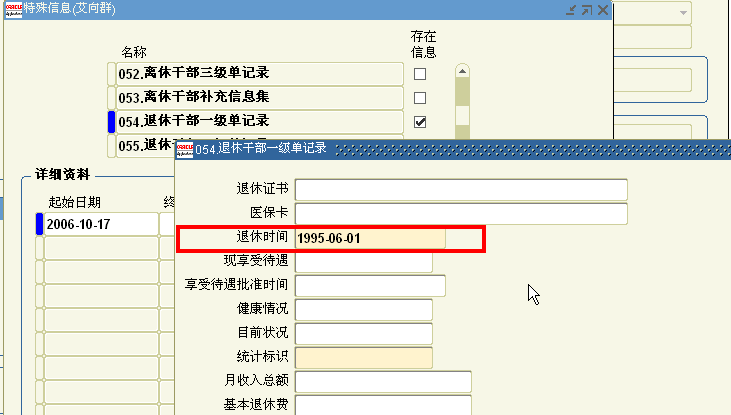 特殊信息(艾向群)
名称
存在
信息
052.离休干部三级单记录
053.离休干部补充信息集
054.退休干部一级单记录
055.退休
054.退休干部一级单记录
详细资料
起始日期
2006-10-17
退休证书
医保卡
退休时间 1995-06-01
现享受待遇
享受待遇批准时间
健康情况
目前状况
统计标识
月收入总额
基本退休费